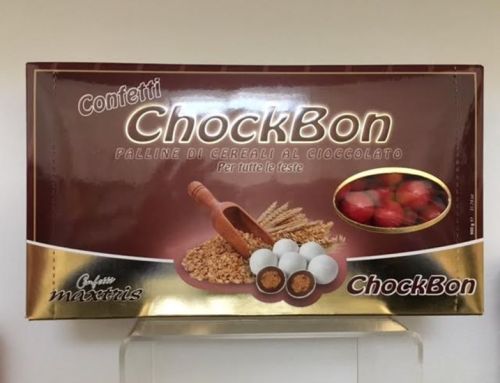 Confetti
ChockBon
PALLINE DI CEREALI AL CIOCCOLATO
Per tutte le feste
Confetti
maxtris
ChockBon